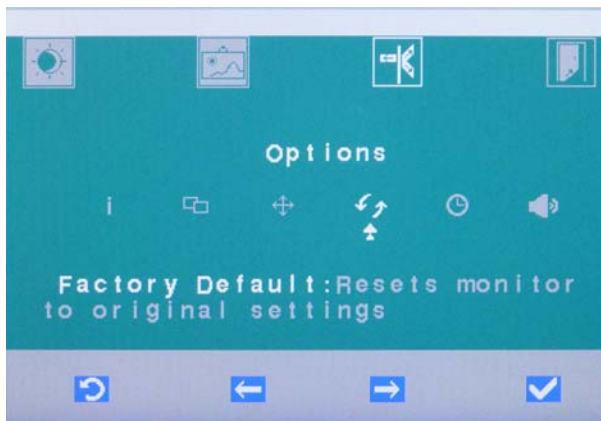 Options
i
Factory Default:Resets monitor
to original settings